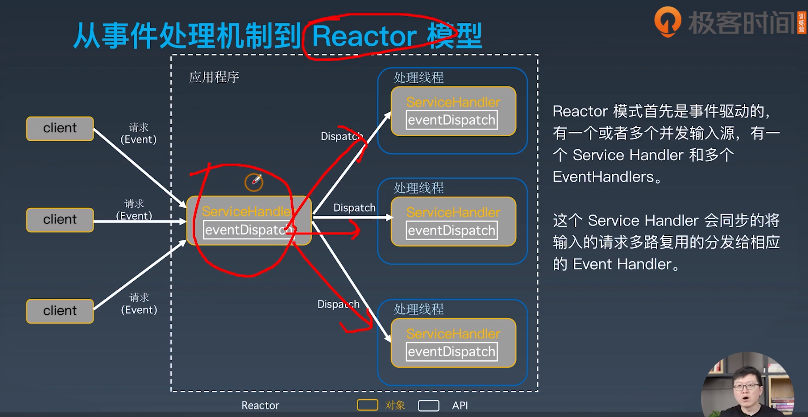 极客时间
训练营
从事件处理机制到 Reactor 模型
应用程序
client
请求
(Event)
client
请求
(Event)
client
请求
(Event)
ServiceHandler
eventDispatch
Dispatch
Dispatch
Dispatch
处理线程
ServiceHandler
eventDispatch
处理线程
ServiceHandler
eventDispatch
处理线程
ServiceHandler
eventDispatch
Reactor 模式首先是事件驱动的，
有一个或者多个并发输入源，有一
个 Service Handler 和多个
EventHandlers。
这个 Service Handler 会同步的将
输入的请求多路复用的分发给相应
的 Event Handler。
Reactor
对象
API